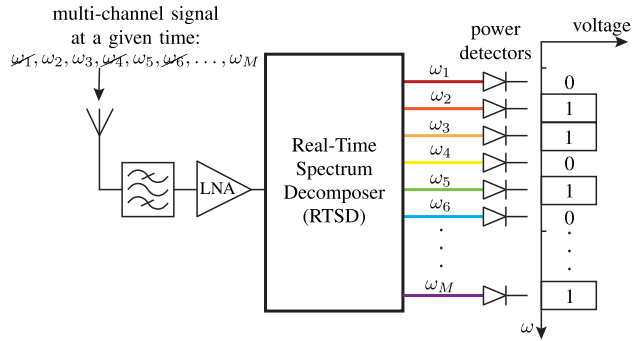 multi-channel signal
at a given time:
ω1, ω2, ω3, ω4, ω5, ω6, ..., ωM
LNA
Real-Time
Spectrum
Decomposer
(RTSD)
power
detectors
voltage
ω1
0
ω2
1
ω3
1
ω4
0
ω5
1
ω6
0
ωM
1
ω